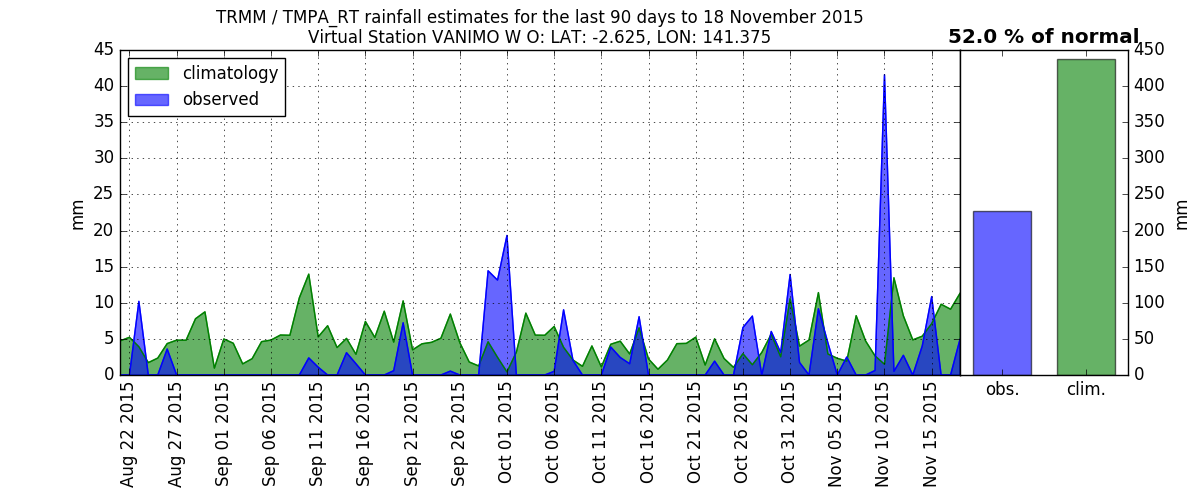 TRMM / TMPA_RT rainfall estimates for the last 90 days to 18 November 2015
Virtual Station VANIMO W O: LAT: -2.625, LON: 141.375
52.0 % of normal
climatology
observed
mm
45
40
35
30
25
20
15
10
5
0
Aug 22 2015
Aug 27 2015
Sep 01 2015
Sep 06 2015
Sep 11 2015
Sep 16 2015
Sep 21 2015
Sep 26 2015
Oct 01 2015
Oct 06 2015
Oct 11 2015
Oct 16 2015
Oct 21 2015
Oct 26 2015
Oct 31 2015
Nov 05 2015
Nov 10 2015
Nov 15 2015
450
400
350
300
250
200
150
100
50
0
mm
obs.
clim.